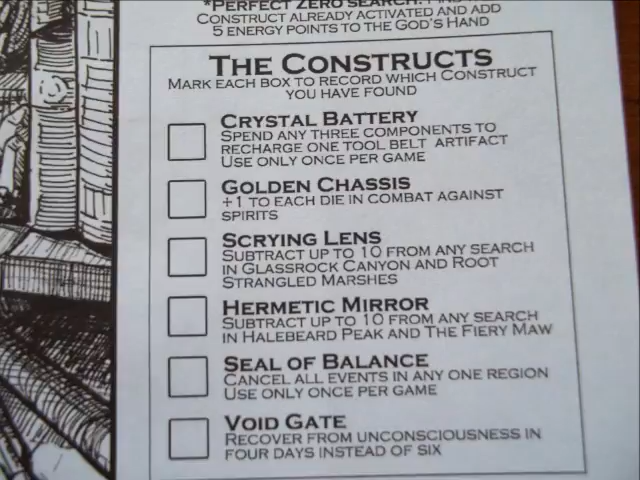 *Perfect Zero Search:
Construct already activated and add
5 energy points to the God's Hand
The Constructs
Mark each box to record which Construct
you have found
Crystal Battery
Spend any three components to
recharge one tool belt artifact
Use only once per game
Golden Chassis
+1 to each die in combat against
spirits
Scrying Lens
Subtract up to 10 from any search
in Glassrock Canyon and Root
Strangled Marshes
Hermetic Mirror
Subtract up to 10 from any search
in Halebeard Peak and The Fiery Maw
Seal of Balance
Cancel all events in any one region
Use only once per game
Void Gate
Recover from unconsciousness in
four days instead of six